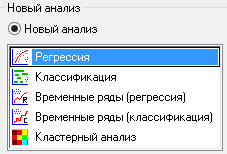 Новый анализ
Новый анализ
Регрессия
Классификация
Временные ряды (регрессия)
Временные ряды (классификация)
Кластерный анализ